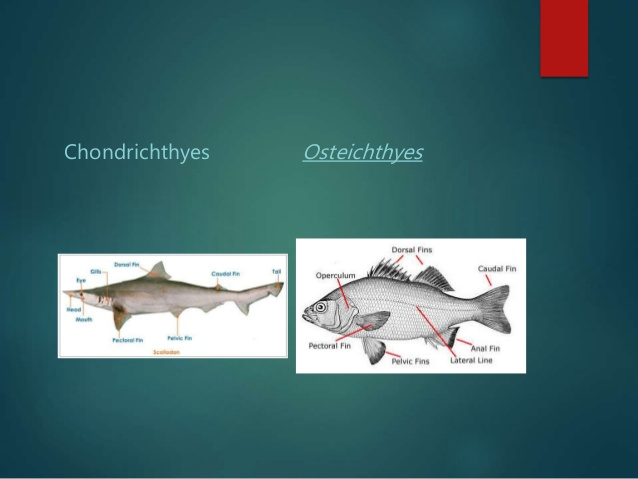 Chondrichthyes
Osteichthyes
Dorsal Fin
Gills
Eye
Caudal Fin
Tail
Head
Mouth
Pectoral Fin
Pelvic Fin
Scoliodon
Dorsal Fins
Operculum
Caudal Fin
Pectoral Fin
Pelvic Fins
Lateral Line
Anal Fin